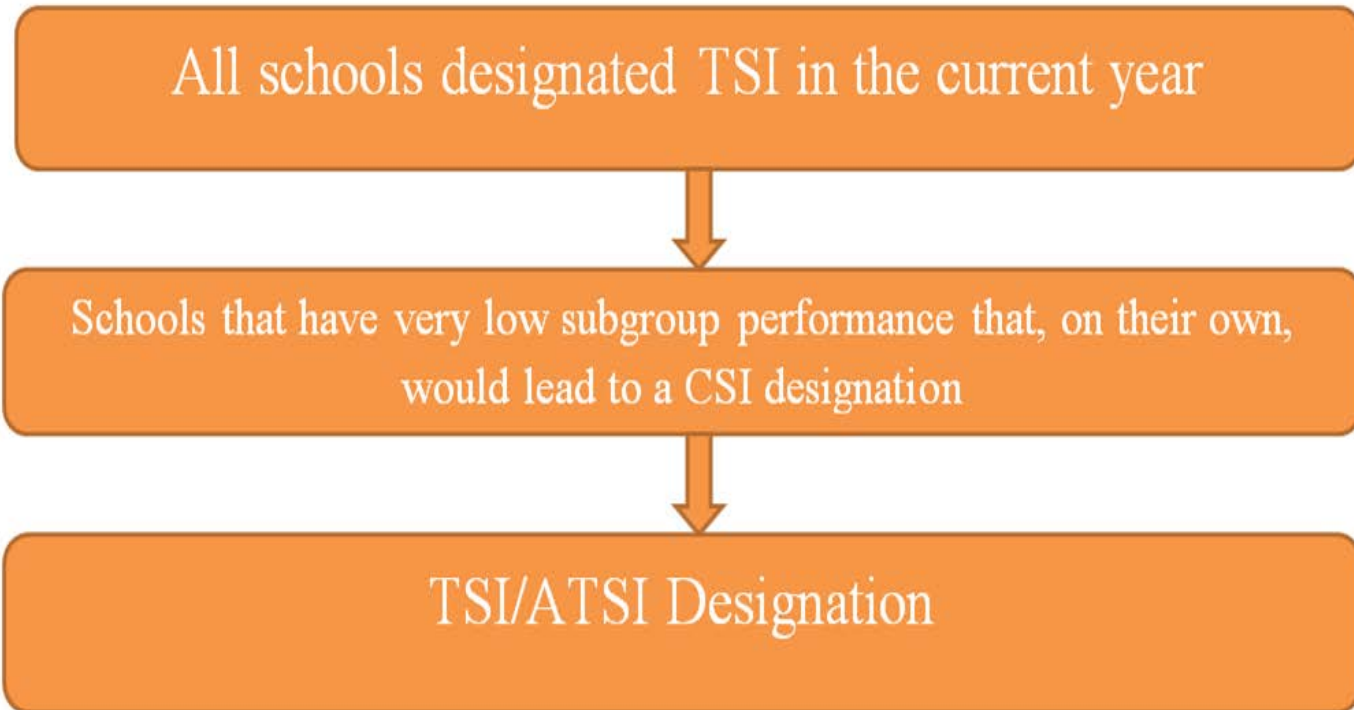 All schools designated TSI in the current year
Schools that have very low subgroup performance that, on their own,
would lead to a CSI designation
TSI/ATSI Designation